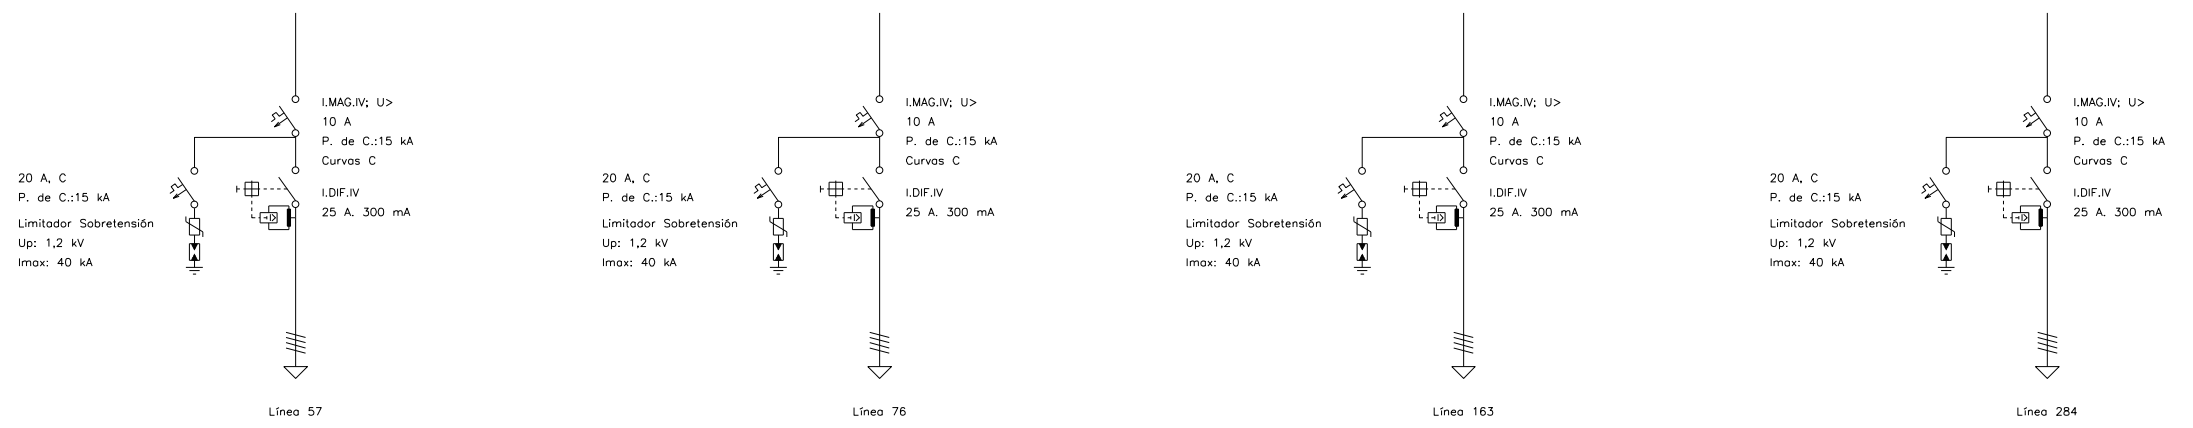 I.MAG.IV; U>
10 A
P. de C.:15 kA
Curvas C
20 A, C
P. de C.:15 kA
I.DIF.IV
25 A. 300 mA
Limitador Sobretensión
Up: 1,2 kV
Imax: 40 kA
Línea 57
I.MAG.IV; U>
10 A
P. de C.:15 kA
Curvas C
20 A, C
P. de C.:15 kA
I.DIF.IV
25 A. 300 mA
Limitador Sobretensión
Up: 1,2 kV
Imax: 40 kA
Línea 76
I.MAG.IV; U>
10 A
P. de C.:15 kA
Curvas C
20 A, C
P. de C.:15 kA
I.DIF.IV
25 A. 300 mA
Limitador Sobretensión
Up: 1,2 kV
Imax: 40 kA
Línea 163
I.MAG.IV; U>
10 A
P. de C.:15 kA
Curvas C
20 A, C
P. de C.:15 kA
I.DIF.IV
25 A. 300 mA
Limitador Sobretensión
Up: 1,2 kV
Imax: 40 kA
Línea 284